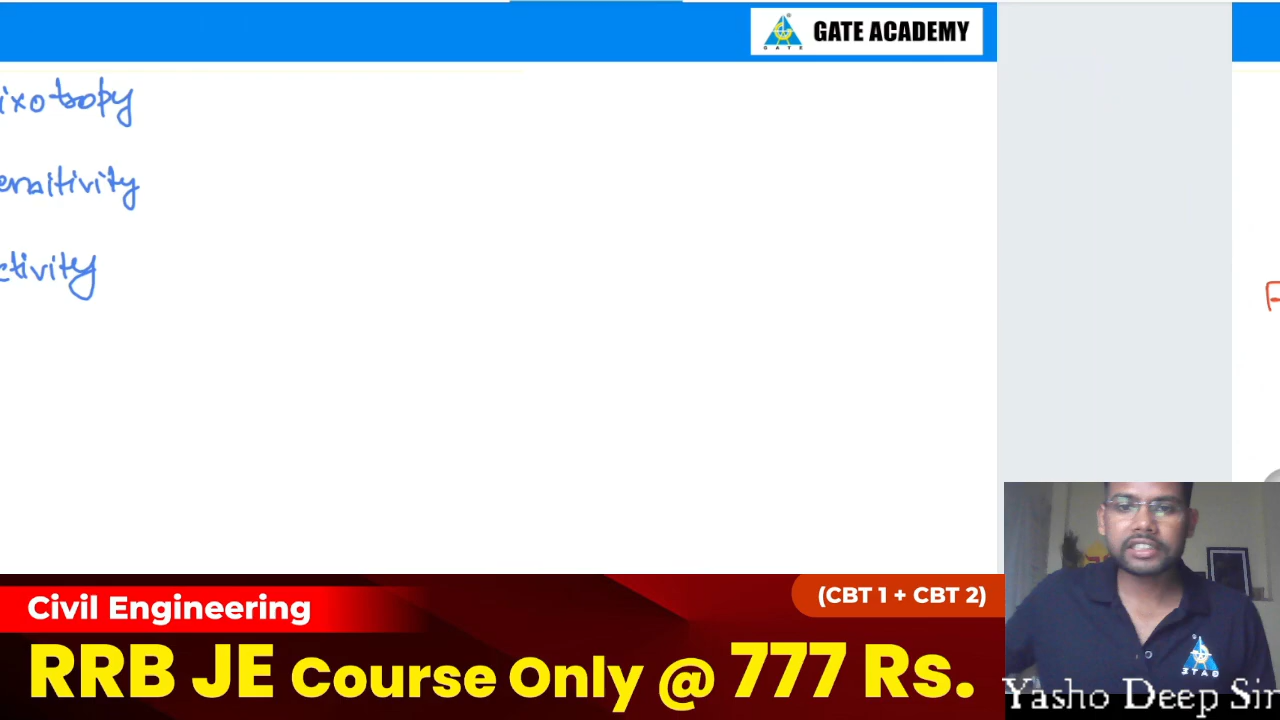 GATE ACADEMY
GATE
ixotropy
ensitivity
ctivity
Civil Engineering
(CBT 1 + CBT 2)
RRB JE Course Only @ 777 Rs.
Yasho Deep Sir